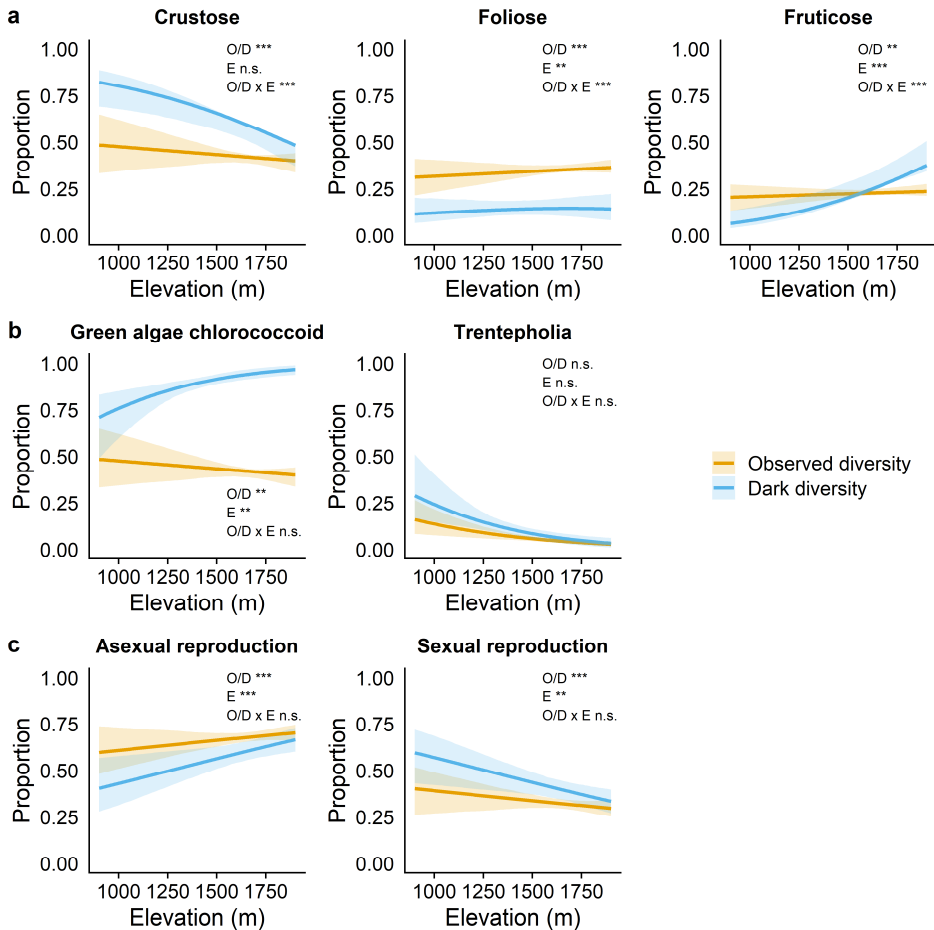 a
Crustose
Foliose
Fruticose
O/D ***
E n.s.
O/D x E ***
O/D ***
E **
O/D x E ***
O/D **
E ***
O/D x E ***
Proportion
1.00
0.75
0.50
0.25
0.00
Proportion
1.00
0.75
0.50
0.25
0.00
Proportion
1.00
0.75
0.50
0.25
0.00
1000 1250 1500 1750
1000 1250 1500 1750
1000 1250 1500 1750
Elevation (m)
Elevation (m)
Elevation (m)
b
Green algae chlorococcoid
Trentepholia
O/D **
E **
O/D x E n.s.
O/D n.s.
E n.s.
O/D x E n.s.
Proportion
1.00
0.75
0.50
0.25
0.00
Proportion
1.00
0.75
0.50
0.25
0.00
1000 1250 1500 1750
1000 1250 1500 1750
Elevation (m)
Elevation (m)
Observed diversity
Dark diversity
c
Asexual reproduction
Sexual reproduction
O/D ***
E ***
O/D x E n.s.
O/D ***
E **
O/D x E n.s.
Proportion
1.00
0.75
0.50
0.25
0.00
Proportion
1.00
0.75
0.50
0.25
0.00
1000 1250 1500 1750
1000 1250 1500 1750
Elevation (m)
Elevation (m)